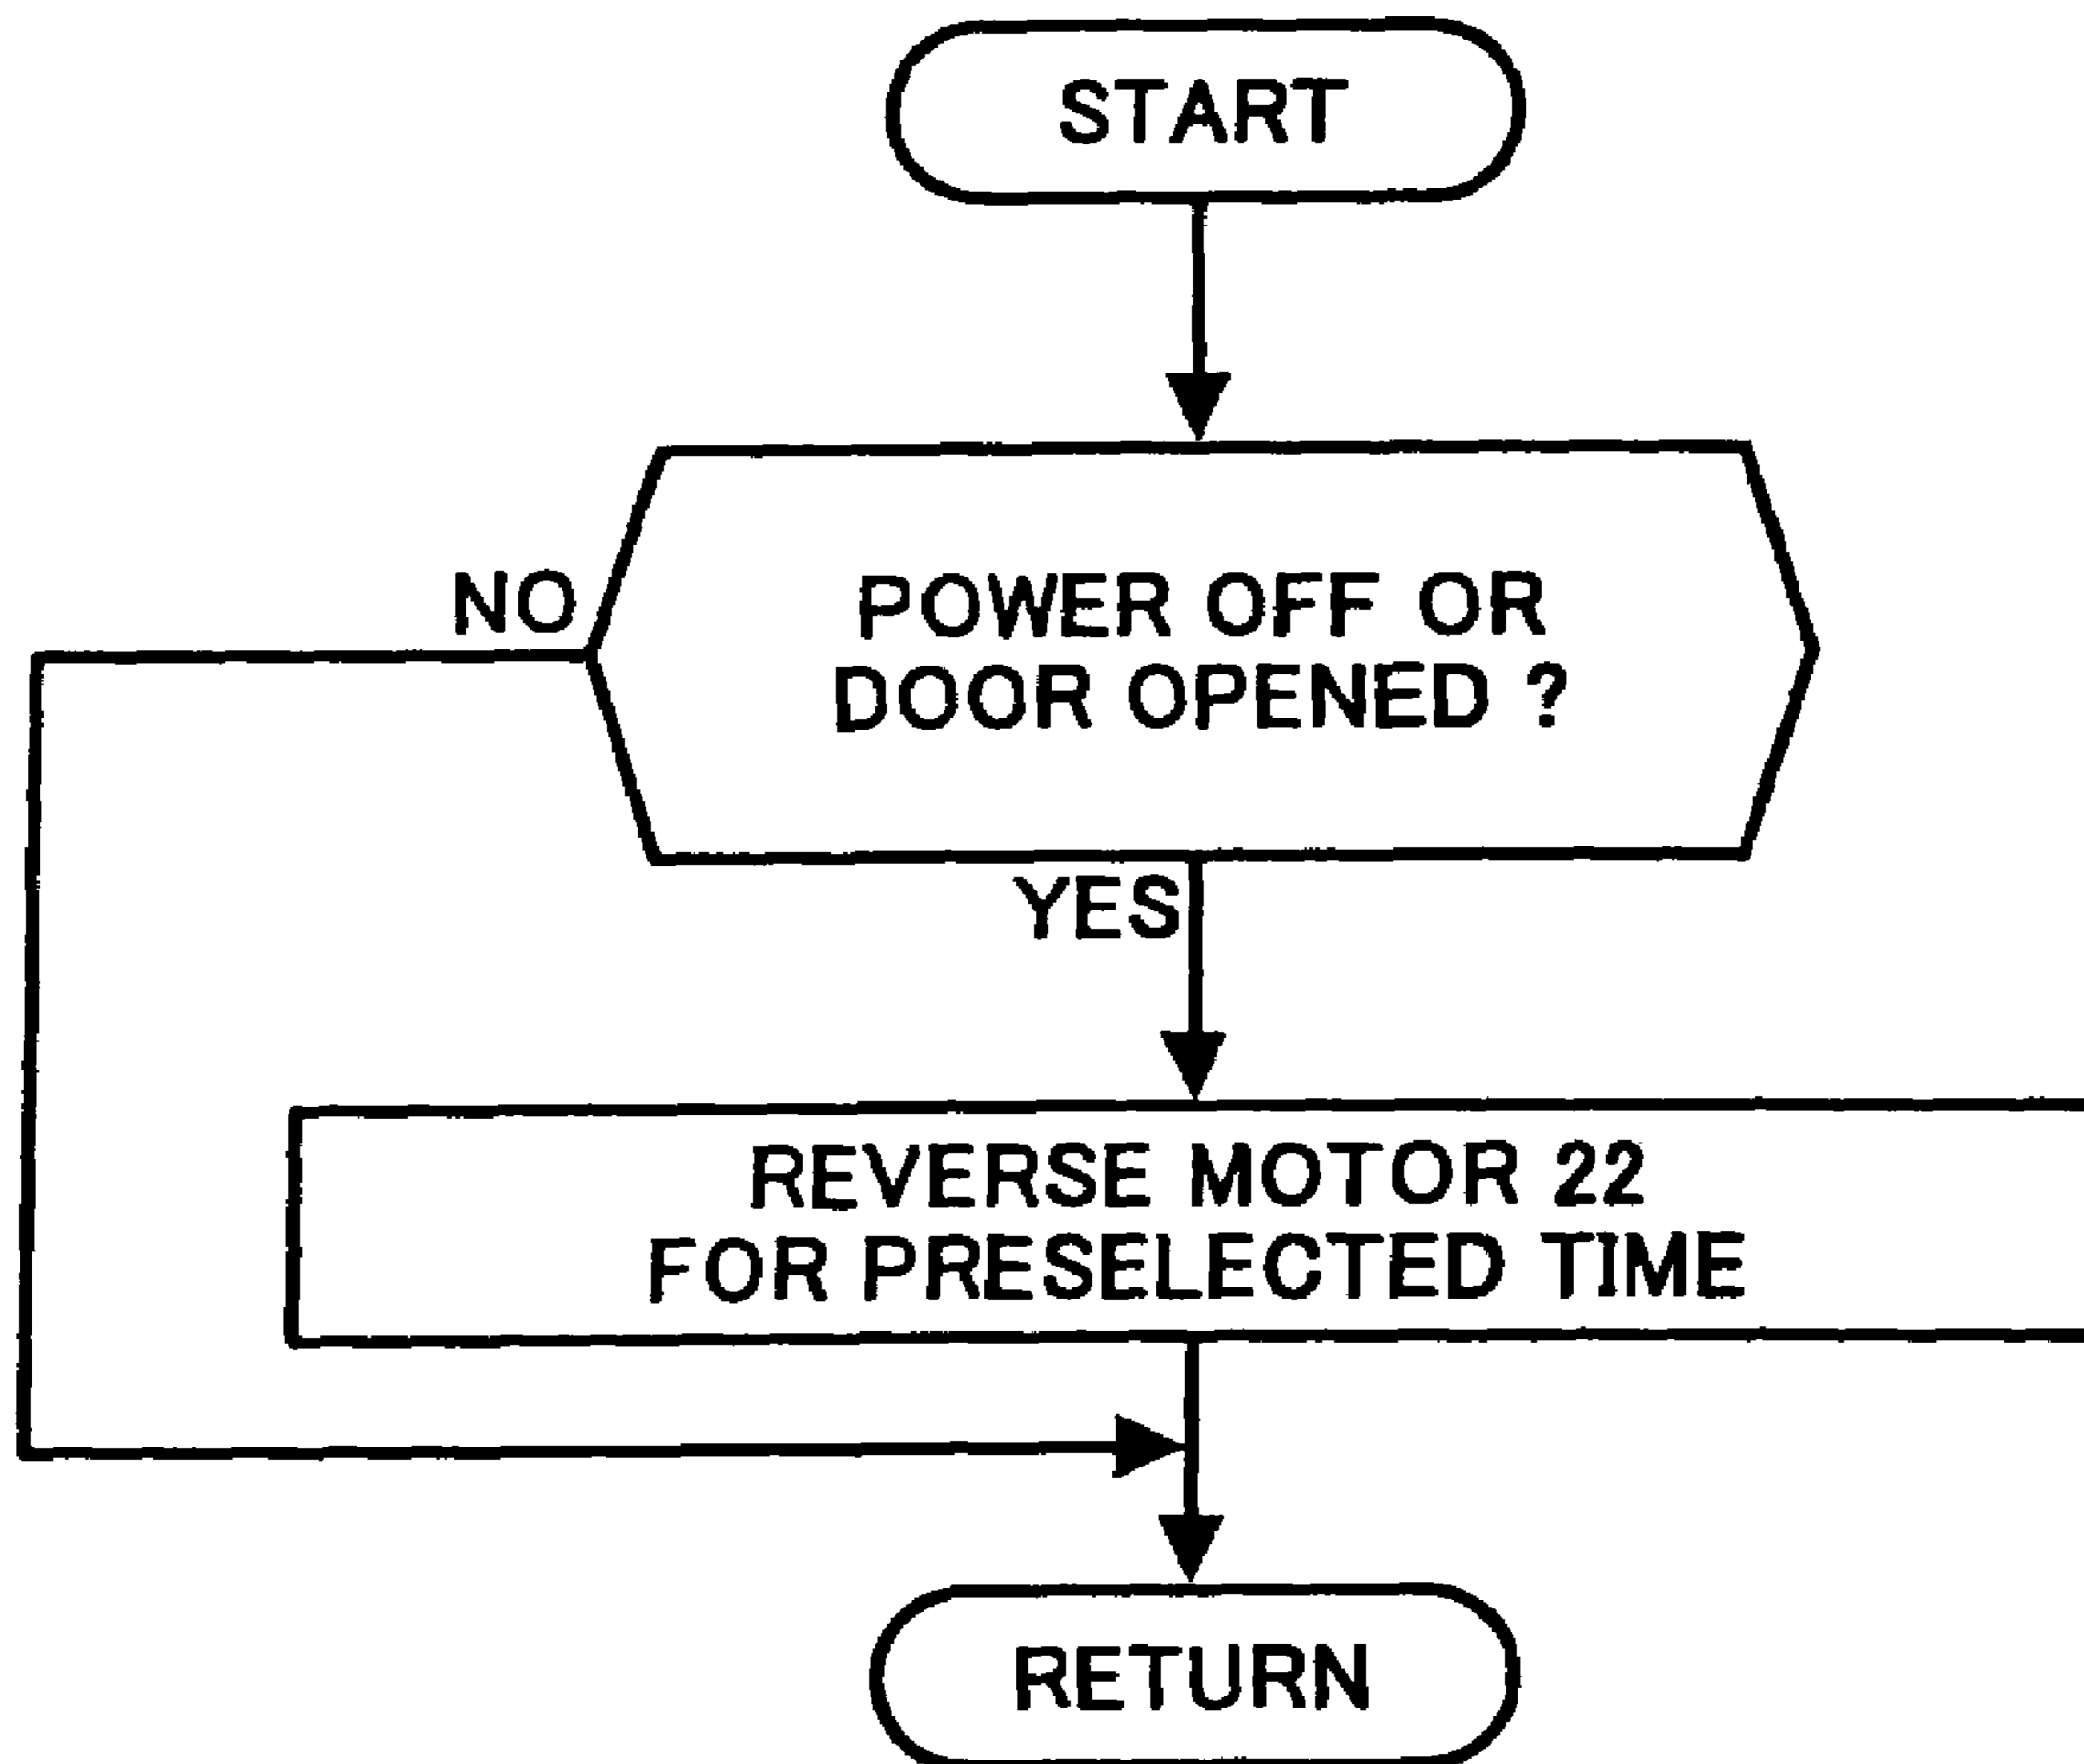 START
NO
POWER OFF OR
DOOR OPENED ?
YES
REVERSE MOTOR 22
FOR PRESELECTED TIME
RETURN